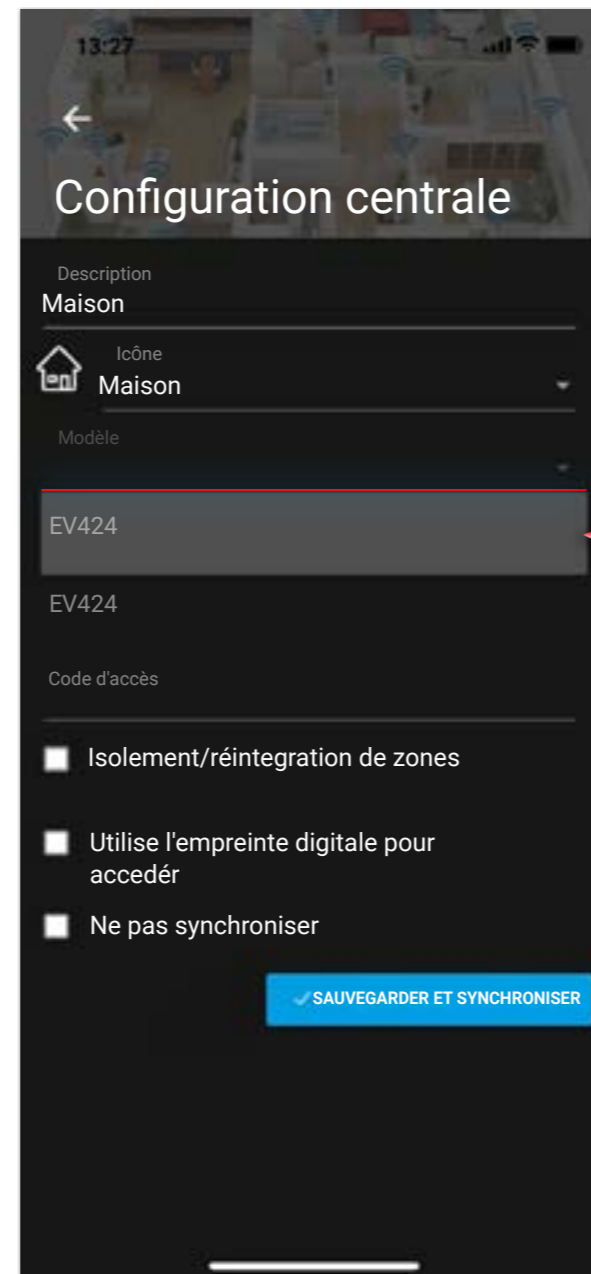 13:27
Configuration centrale
Description
Maison
Icône
Maison
Modèle
EV424
EV424
Code d'accès
Isolement/réintegration de zones
Utilise l'empreinte digitale pour
accedér
Ne pas synchroniser
SAUVEGARDER ET SYNCHRONISER